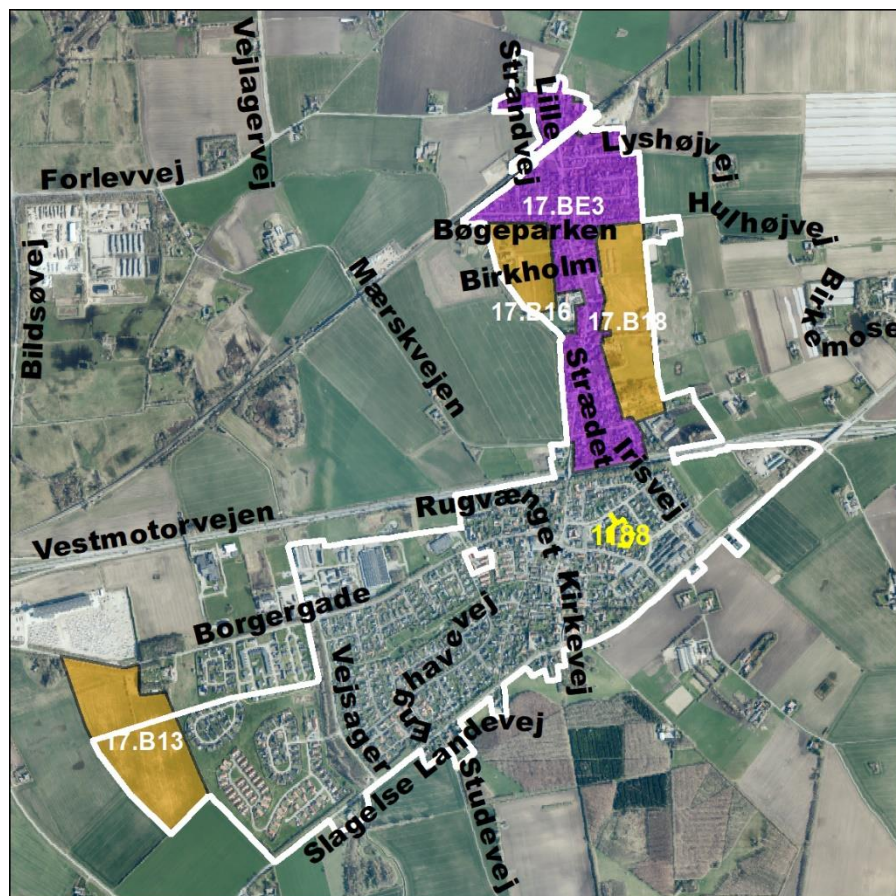 Vejlagervej
Strandvej
Lille
Lyshøjvej
Forlevvej
17.BE3
Hulhøjvej
Bøgeparken
Birkholm
Bildsøvej
Mærskvejen
17.B16
17.B18
Birkemose
Strædet
Irisvej
Rugvænget
Vestmotorvejen
Borgergade
Kirkevej
Vejsager
Enghavevej
17.B13
Slagelse Landevej
Studevej